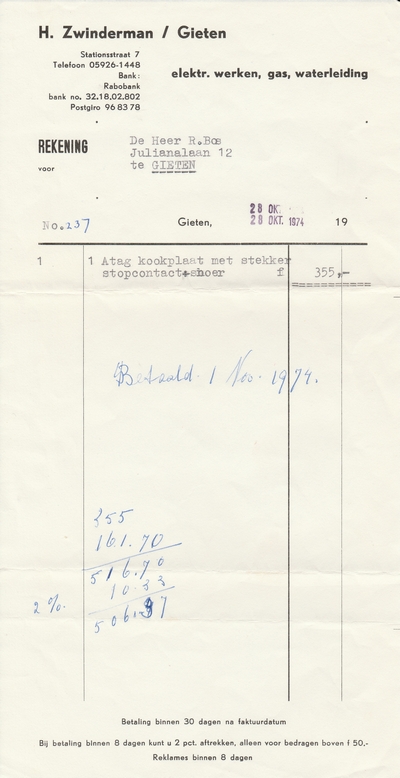 H. Zwinderman / Gieten
Stationsstraat 7
Telefoon 05926-1448
Bank:
Rabobank
bank no. 32.18.02.802
Postgiro 96 83 78
elektr. werken, gas, waterleiding
REKENING
voor
De Heer R.Bos
Julianalaan 12
te GIETEN
28 OKT.
No.237 Gieten, 28 OKT. 1974 19
1 1 Atag kookplaat met stekker
stopcontact+snoer f 355,-
Betaald 1 Nov. 1974.
355
161.70
516.70
10.33
2 %. 506.37
Betaling binnen 30 dagen na faktuurdatum
Bij betaling binnen 8 dagen kunt u 2 pct. aftrekken, alleen voor bedragen boven f 50,-
Reklames binnen 8 dagen